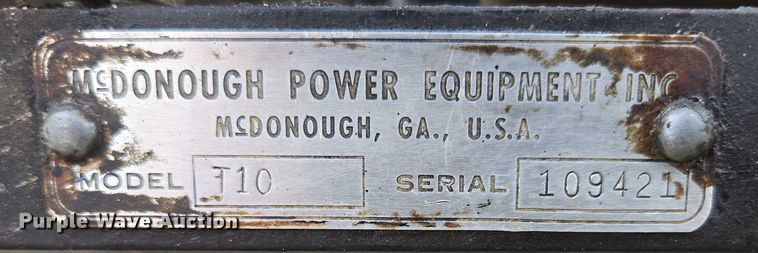 McDONOUGH POWER EQUIPMENT INC
McDONOUGH, GA., U.S.A.
MODEL T10 SERIAL 109421
Purple Wave Auction